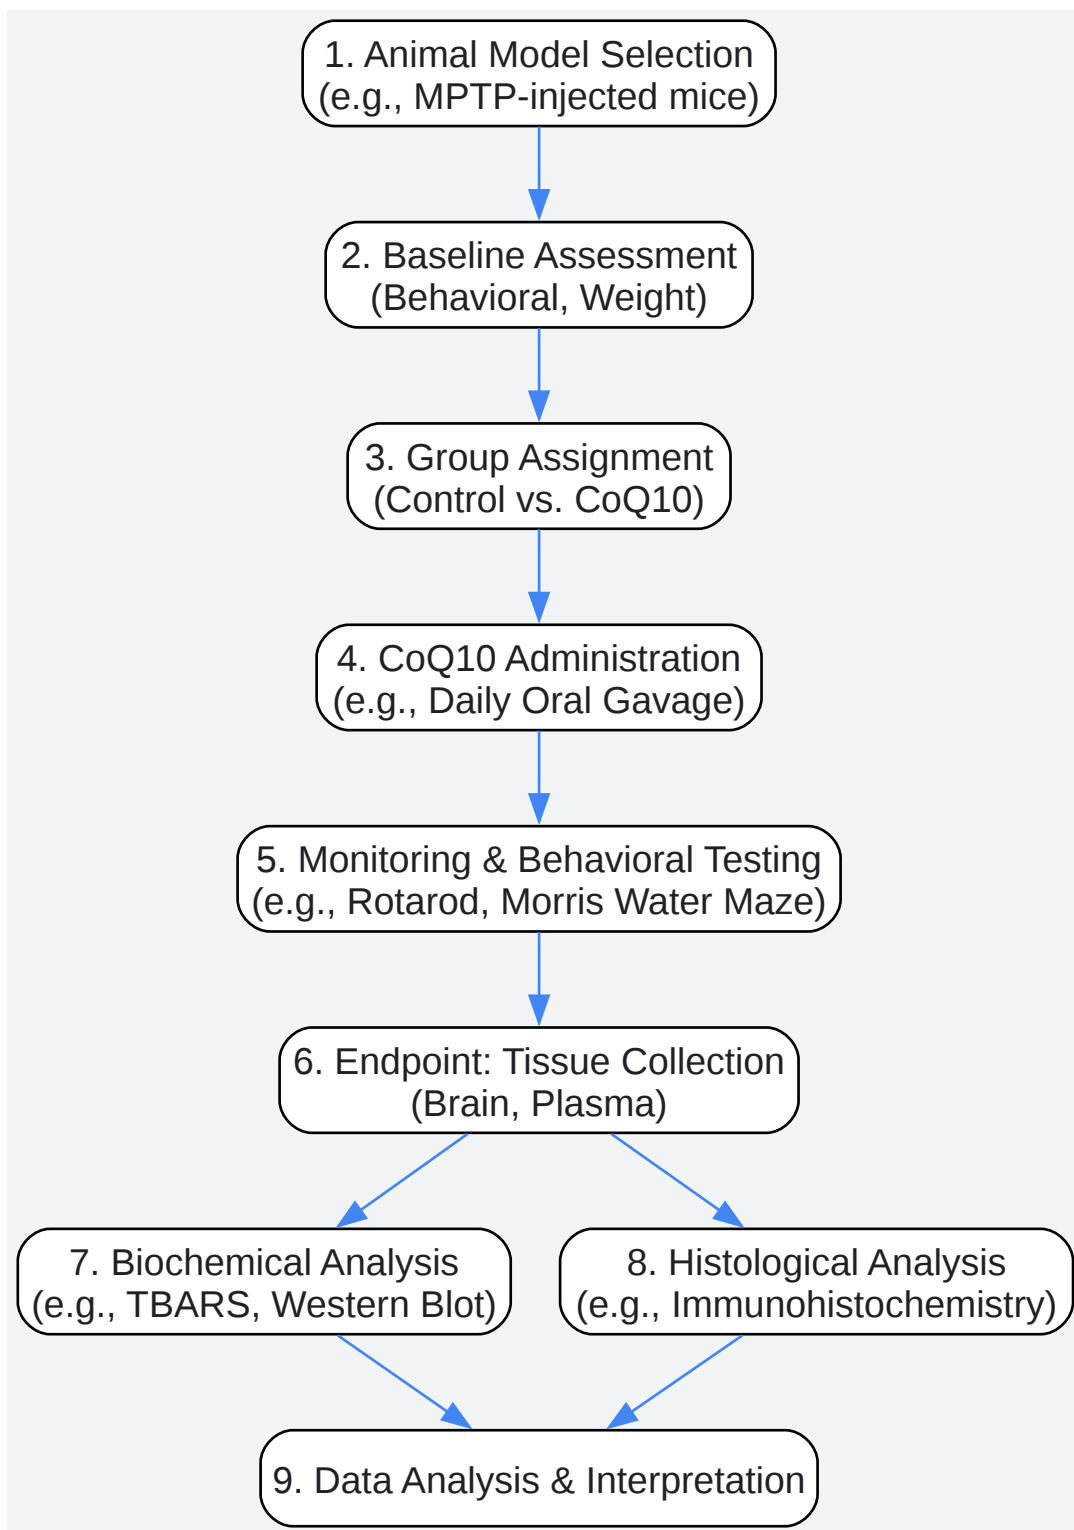 1. Animal Model Selection
(e.g., MPTP-injected mice)
2. Baseline Assessment
(Behavioral, Weight)
3. Group Assignment
(Control vs. CoQ10)
4. CoQ10 Administration
(e.g., Daily Oral Gavage)
5. Monitoring & Behavioral Testing
(e.g., Rotarod, Morris Water Maze)
6. Endpoint: Tissue Collection
(Brain, Plasma)
7. Biochemical Analysis
(e.g., TBARS, Western Blot)
8. Histological Analysis
(e.g., Immunohistochemistry)
9. Data Analysis & Interpretation